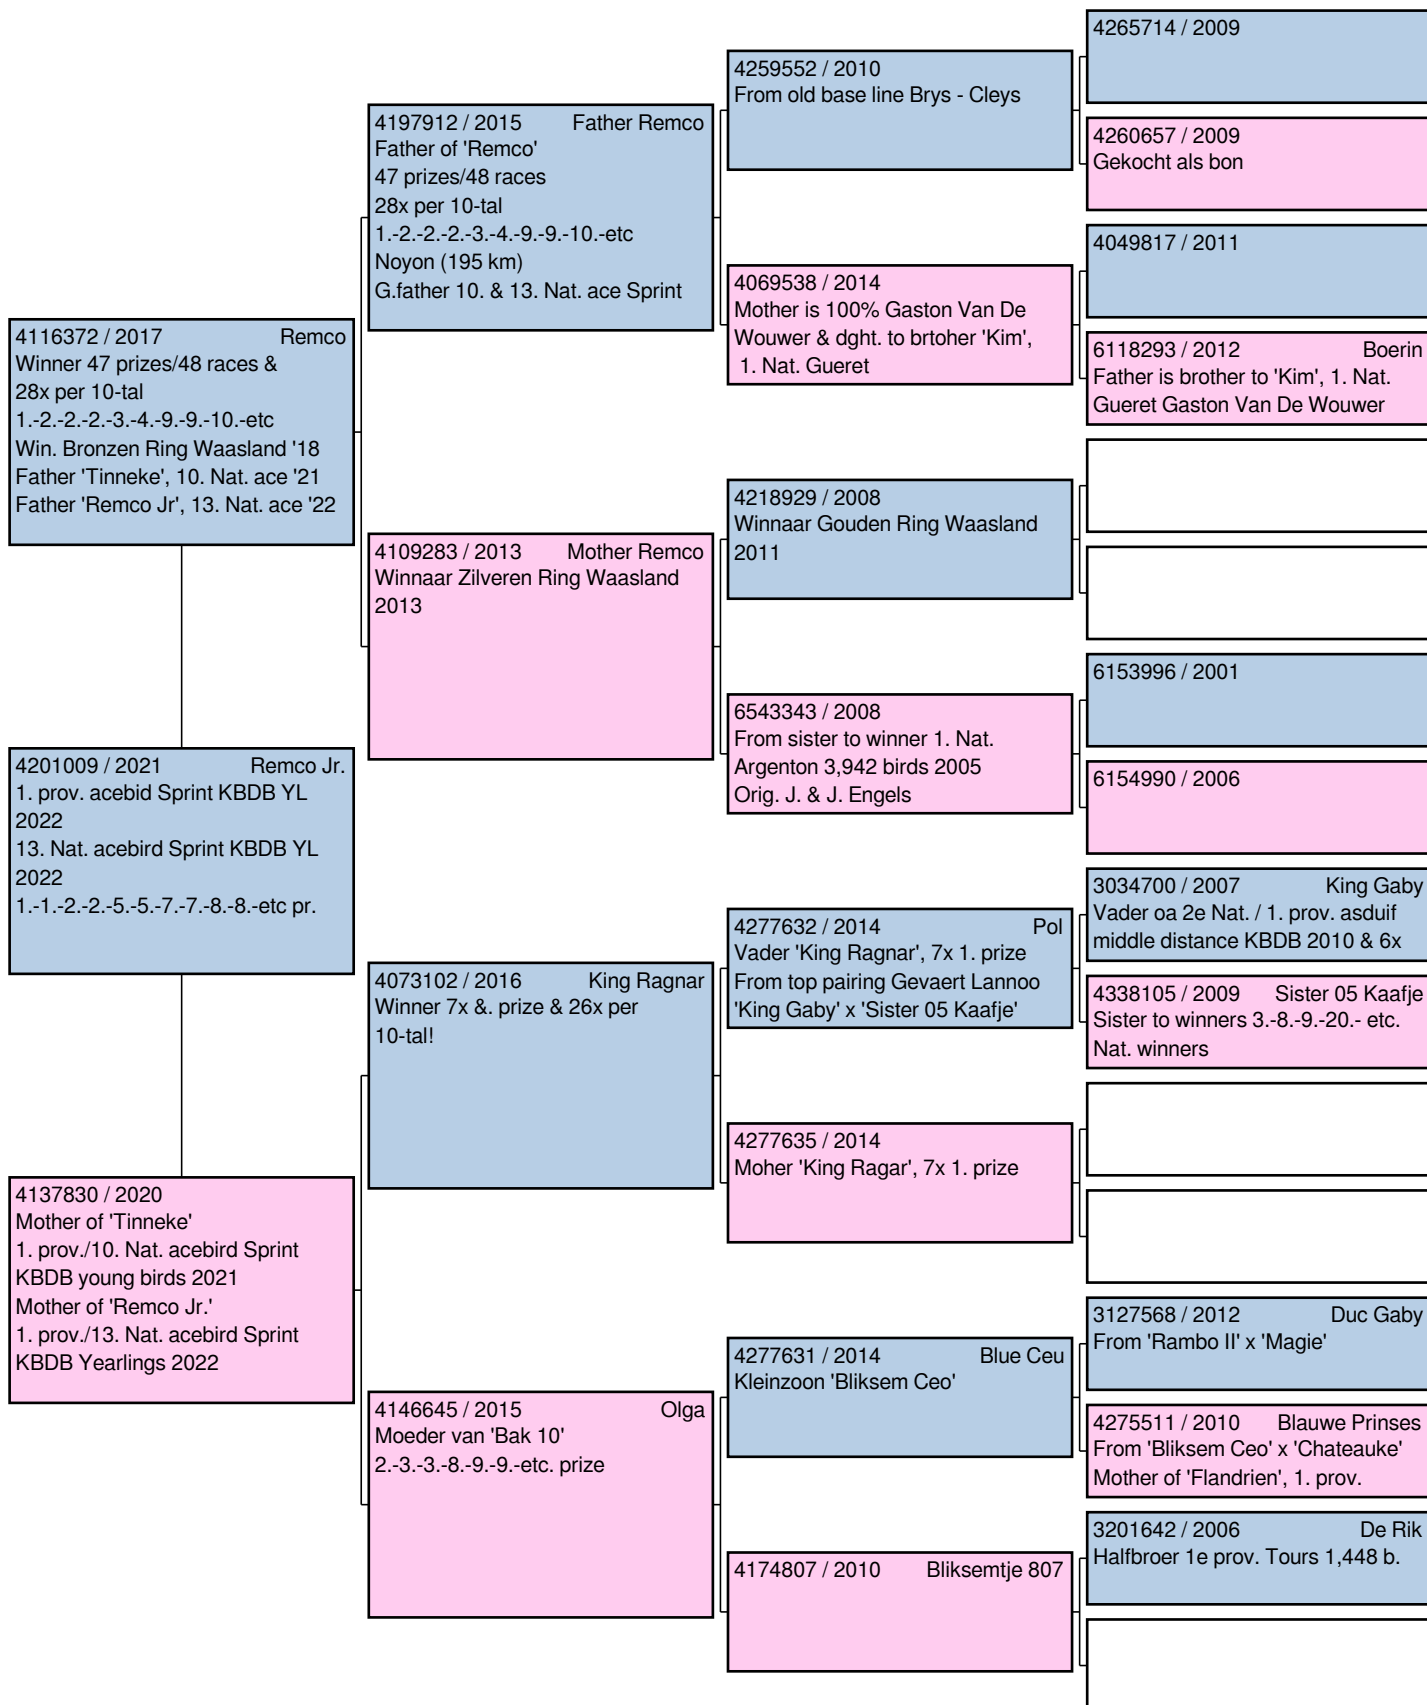 4116372 / 2017 Remco
Winner 47 prizes/48 races &
28x per 10-tal
1.-2.-2.-2.-3.-4.-9.-9.-10.-etc
Win. Bronzen Ring Waasland '18
Father 'Tinneke', 10. Nat. ace '21
Father 'Remco Jr', 13. Nat. ace '22
4201009 / 2021 Remco Jr.
1. prov. acebid Sprint KBDB YL
2022
13. Nat. acebird Sprint KBDB YL
2022
1.-1.-2.-2.-5.-5.-7.-7.-8.-8.-etc pr.
4137830 / 2020
Mother of 'Tinneke'
1. prov./10. Nat. acebird Sprint
KBDB young birds 2021
Mother of 'Remco Jr.'
1. prov./13. Nat. acebird Sprint
KBDB Yearlings 2022
4197912 / 2015 Father Remco
Father of 'Remco'
47 prizes/48 races
28x per 10-tal
1.-2.-2.-2.-3.-4.-9.-9.-10.-etc
Noyon (195 km)
G.father 10. & 13. Nat. ace Sprint
4109283 / 2013 Mother Remco
Winnaar Zilveren Ring Waasland
2013
4073102 / 2016 King Ragnar
Winner 7x &. prize & 26x per
10-tal!
4146645 / 2015 Olga
Moeder van 'Bak 10'
2.-3.-3.-8.-9.-9.-etc. prize
4259552 / 2010
From old base line Brys - Cleys
4069538 / 2014
Mother is 100% Gaston Van De
Wouwer & dght. to brtoher 'Kim',
1. Nat. Gueret
4218929 / 2008
Winnaar Gouden Ring Waasland
2011
6543343 / 2008
From sister to winner 1. Nat.
Argenton 3,942 birds 2005
Orig. J. & J. Engels
4277632 / 2014 Pol
Vader 'King Ragnar', 7x 1. prize
From top pairing Gevaert Lannoo
'King Gaby' x 'Sister 05 Kaafje'
4277635 / 2014
Moher 'King Ragar', 7x 1. prize
4277631 / 2014 Blue Ceu
Kleinzoon 'Bliksem Ceo'
4174807 / 2010 Bliksemtje 807
4265714 / 2009
4260657 / 2009
Gekocht als bon
4049817 / 2011
6118293 / 2012 Boerin
Father is brother to 'Kim', 1. Nat.
Gueret Gaston Van De Wouwer
6153996 / 2001
6154990 / 2006
3034700 / 2007 King Gaby
Vader oa 2e Nat. / 1. prov. asduif
middle distance KBDB 2010 & 6x
4338105 / 2009 Sister 05 Kaafje
Sister to winners 3.-8.-9.-20.- etc.
Nat. winners
3127568 / 2012 Duc Gaby
From 'Rambo II' x 'Magie'
4275511 / 2010 Blauwe Prinses
From 'Bliksem Ceo' x 'Chateauke'
Mother of 'Flandrien', 1. prov.
3201642 / 2006 De Rik
Halfbroer 1e prov. Tours 1,448 b.